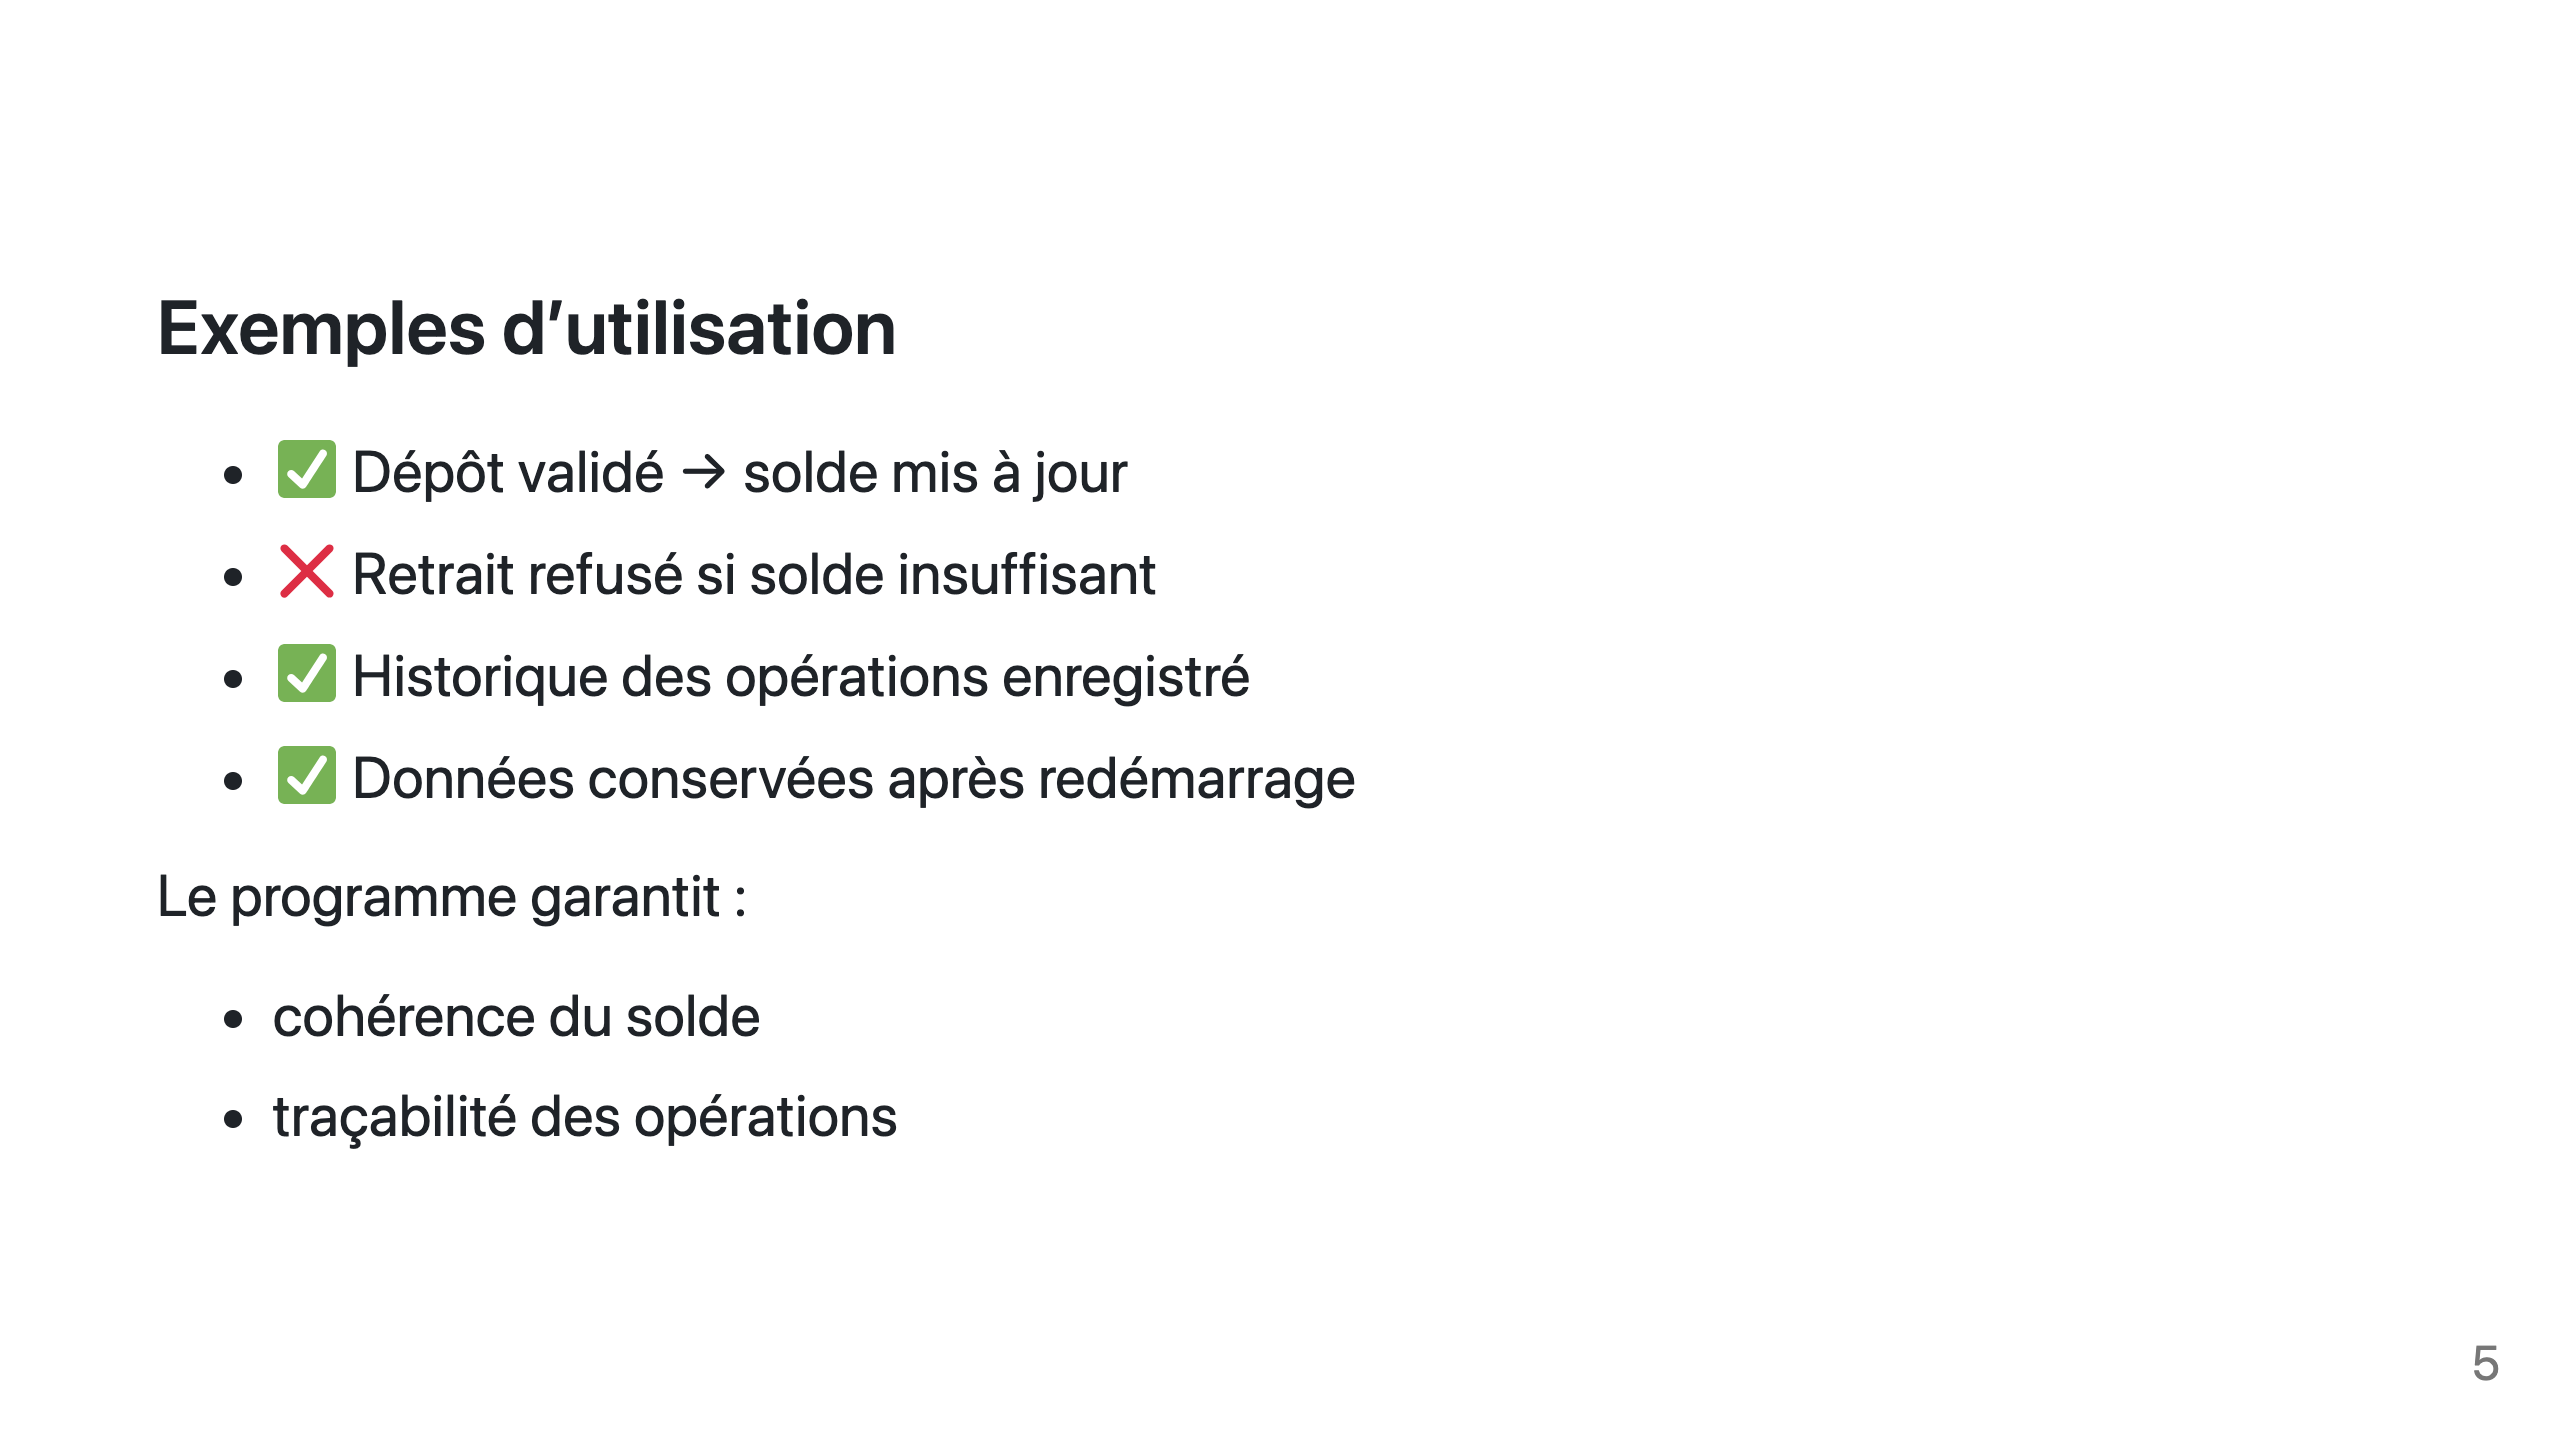 Exemples d’utilisation
• ✅ Dépôt validé → solde mis à jour
• ❌ Retrait refusé si solde insuffisant
• ✅ Historique des opérations enregistré
• ✅ Données conservées après redémarrage
Le programme garantit :
• cohérence du solde
• traçabilité des opérations
5